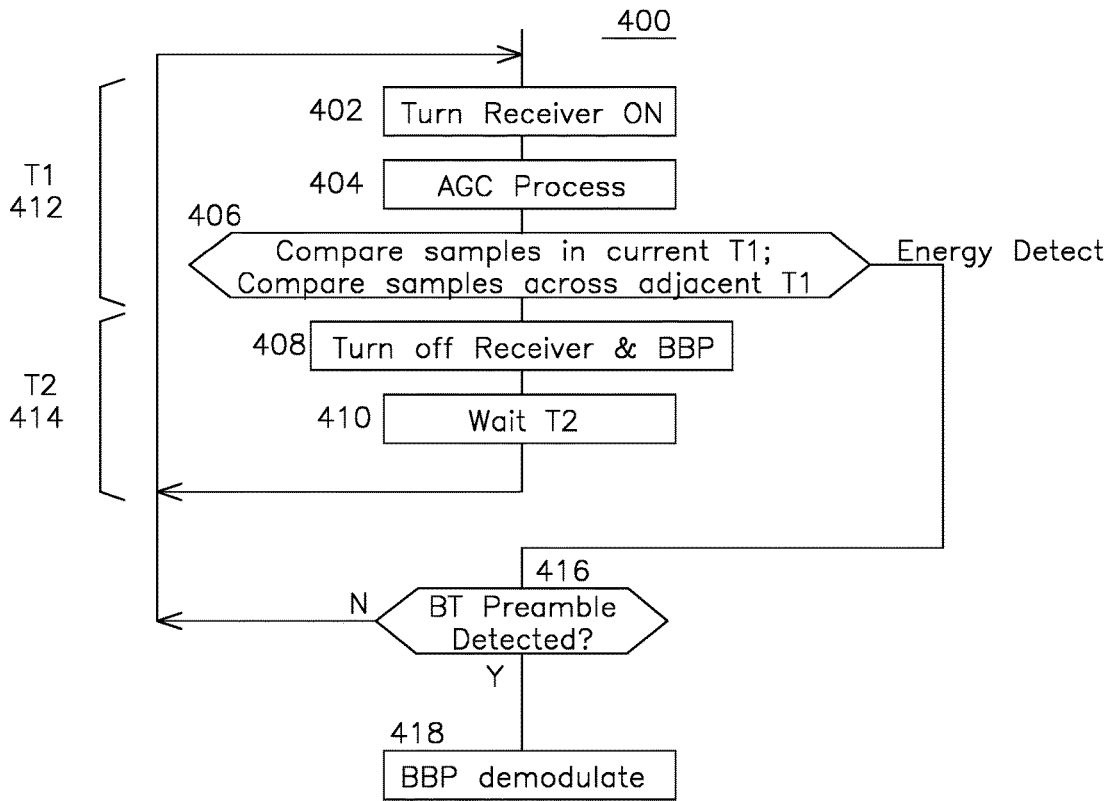 400
402
Turn Receiver ON
404
AGC Process
T1
412
406
Compare samples in current T1;
Compare samples across adjacent T1
Energy Detect
408
Turn off Receiver & BBP
T2
414
410
Wait T2
416
N
BT Preamble
Detected?
Y
418
BBP demodulate